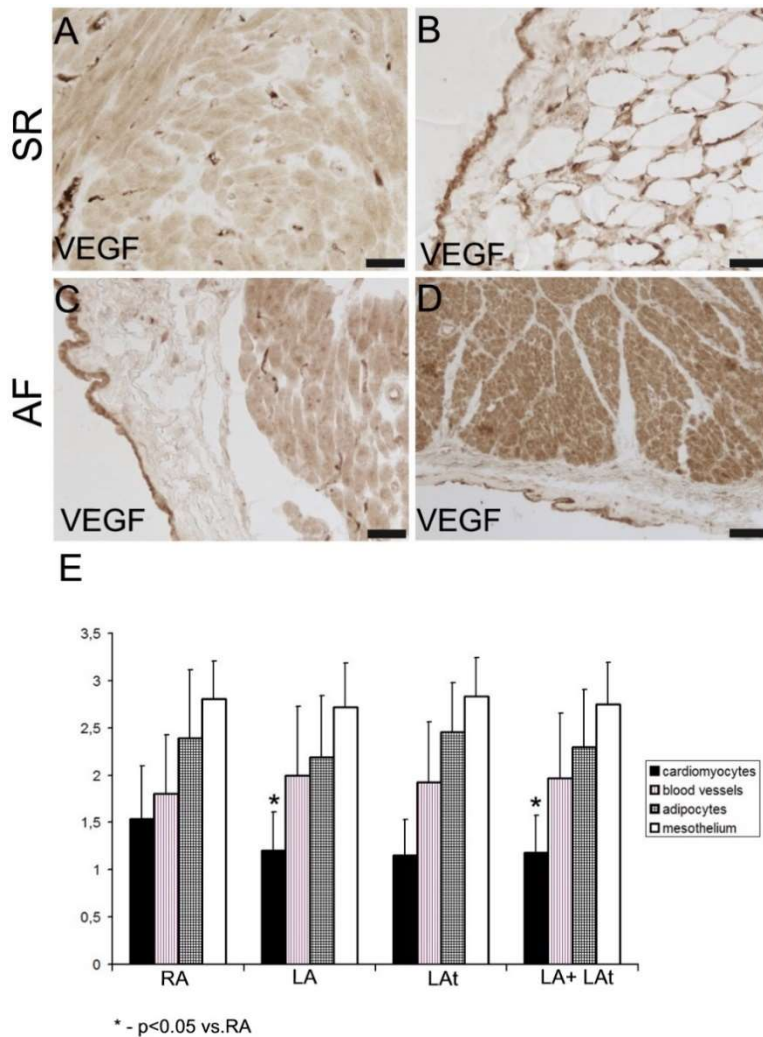 A
B
SR
VEGF
VEGF
C
D
AF
VEGF
VEGF
E
3,5
3
2,5
2
1,5
1
0,5
0
*
*
cardiomyocytes
blood vessels
adipocytes
mesothelium
RA
LA
LAt
LA+ LAt
* - p<0.05 vs.RA